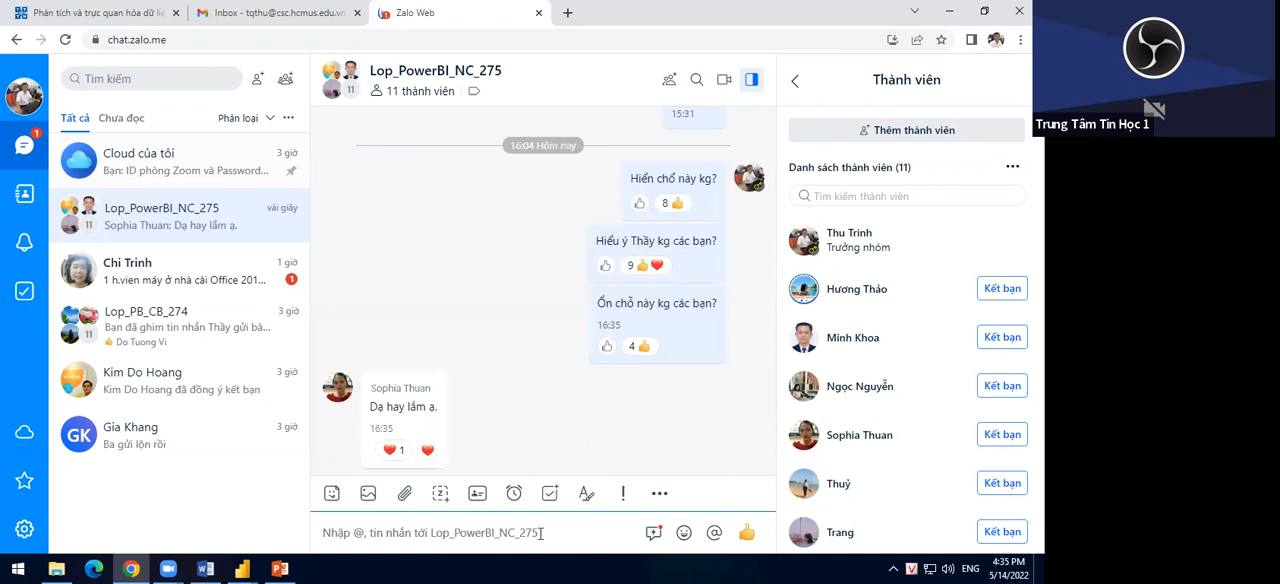 Phân tích và trực quan hóa dữ liệ
Inbox - tqthu@csc.hcmus.edu.vn
Zalo Web
chat.zalo.me
Tìm kiếm
Tất cả
Chưa đọc
Phân loại
Cloud của tôi
3 giờ
Bạn: ID phòng Zoom và Password...
Lop_PowerBI_NC_275
vài giây
Sophia Thuan: Dạ hay lắm ạ.
11
Chi Trinh
1 giờ
1 h.vien máy ở nhà cài Office 201...
1
Lop_PB_CB_274
3 giờ
Bạn đã ghim tin nhắn Thầy gửi bà...
11
Do Tuong Vi
Kim Do Hoang
3 giờ
Kim Do Hoang đã đồng ý kết bạn
GK
Gia Khang
3 giờ
Ba gửi lộn rồi
1
Lop_PowerBI_NC_275
11
11 thành viên
15:31
16:04 Hôm nay
Hiển chổ này kg?
8
Hiểu ý Thầy kg các bạn?
9
Ổn chỗ này kg các bạn?
16:35
4
Sophia Thuan
Dạ hay lắm ạ.
16:35
1
Nhập @, tin nhắn tới Lop_PowerBI_NC_275
Thành viên
Thêm thành viên
Danh sách thành viên (11)
Tìm kiếm thành viên
Thu Trinh
Trưởng nhóm
Hương Thảo
Kết bạn
Minh Khoa
Kết bạn
Ngọc Nguyễn
Kết bạn
Sophia Thuan
Kết bạn
Thuỷ
Kết bạn
Trang
Kết bạn
Trung Tâm Tin Học 1
ENG
4:35 PM
5/14/2022